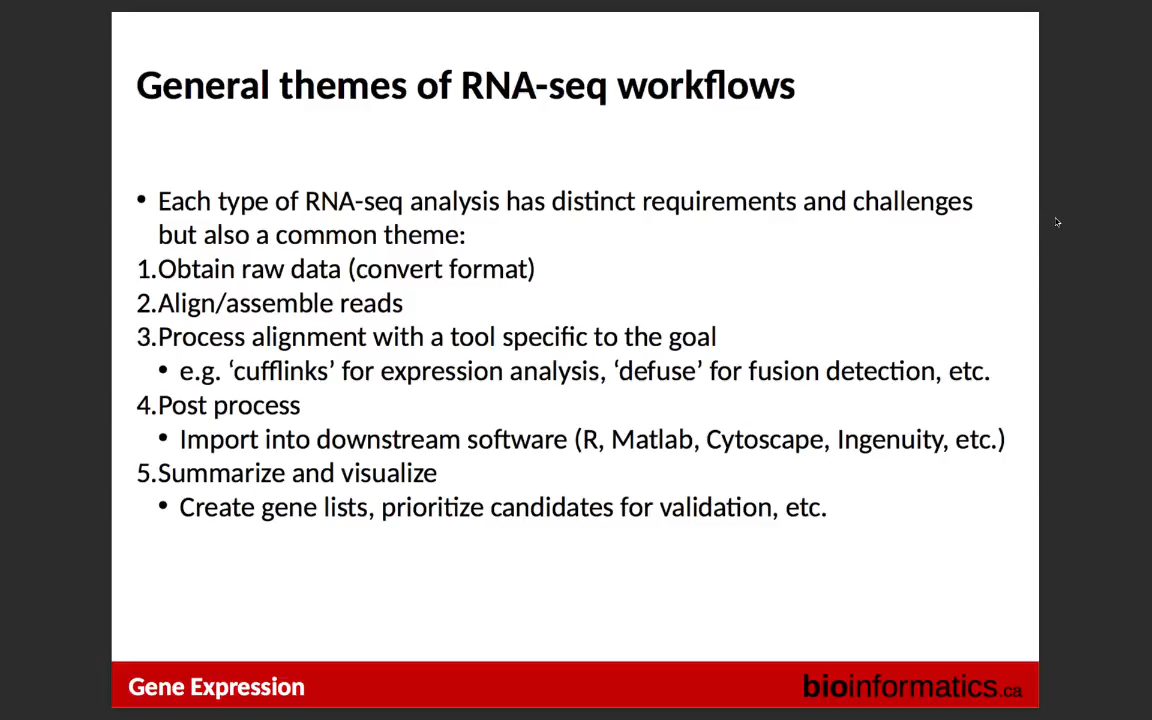 General themes of RNA-seq workflows
• Each type of RNA-seq analysis has distinct requirements and challenges
but also a common theme:
1.Obtain raw data (convert format)
2.Align/assemble reads
3.Process alignment with a tool specific to the goal
• e.g. ‘cufflinks’ for expression analysis, ‘defuse’ for fusion detection, etc.
4.Post process
• Import into downstream software (R, Matlab, Cytoscape, Ingenuity, etc.)
5.Summarize and visualize
• Create gene lists, prioritize candidates for validation, etc.
Gene Expression
bioinformatics.ca